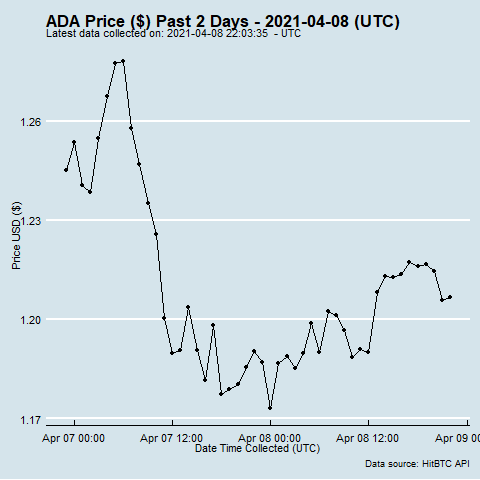 ADA Price ($) Past 2 Days - 2021-04-08 (UTC)
Latest data collected on: 2021-04-08 22:03:35 - UTC
Price USD ($)
1.26
1.23
1.20
1.17
Apr 07 00:00 Apr 07 12:00 Apr 08 00:00 Apr 08 12:00 Apr 09 0
Date Time Collected (UTC)
Data source: HitBTC API